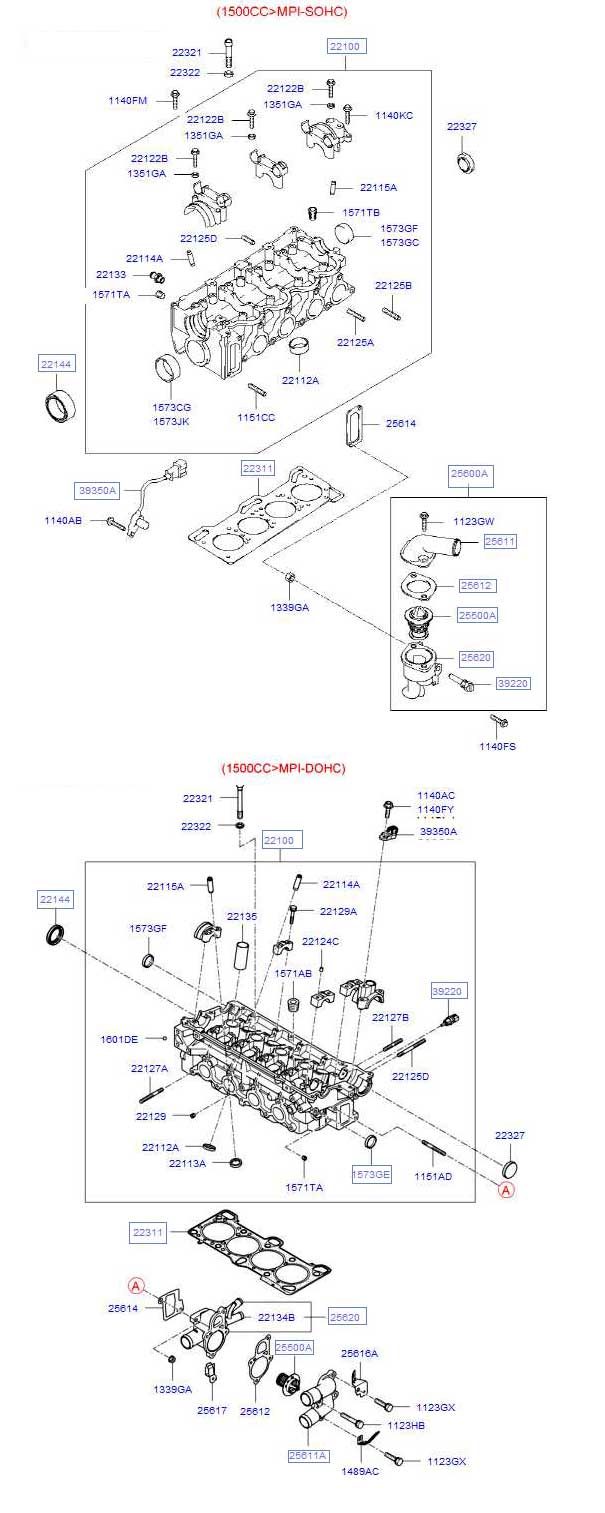 (1500CC>MPI-SOHC)
22321
22100
22322
22122B
1140FM
1351GA
1140KC
22122B
22327
1351GA
22122B
1351GA
22115A
1571TB
1573GF
22125D
1573GC
22114A
22133
22125B
1571TA
22125A
22144
22112A
1573CG
1151CC
1573JK
25614
22311
25600A
39350A
1140AB
1123GW
25611
25612
1339GA
25500A
25620
39220
1140FS
(1500CC>MPI-DOHC)
1140AC
22321
1140FY
22322
39350A
22100
22115A
22114A
22144
22129A
22135
1573GF
22124C
1571AB
39220
22127B
1601DE
22127A
22125D
22129
22327
22112A
22113A
1573GE
1151AD
1571TA
A
22311
A
25614
22134B
25620
25500A
25616A
1339GA
1123GX
25617
25612
1123HB
25611A
1123GX
1489AC